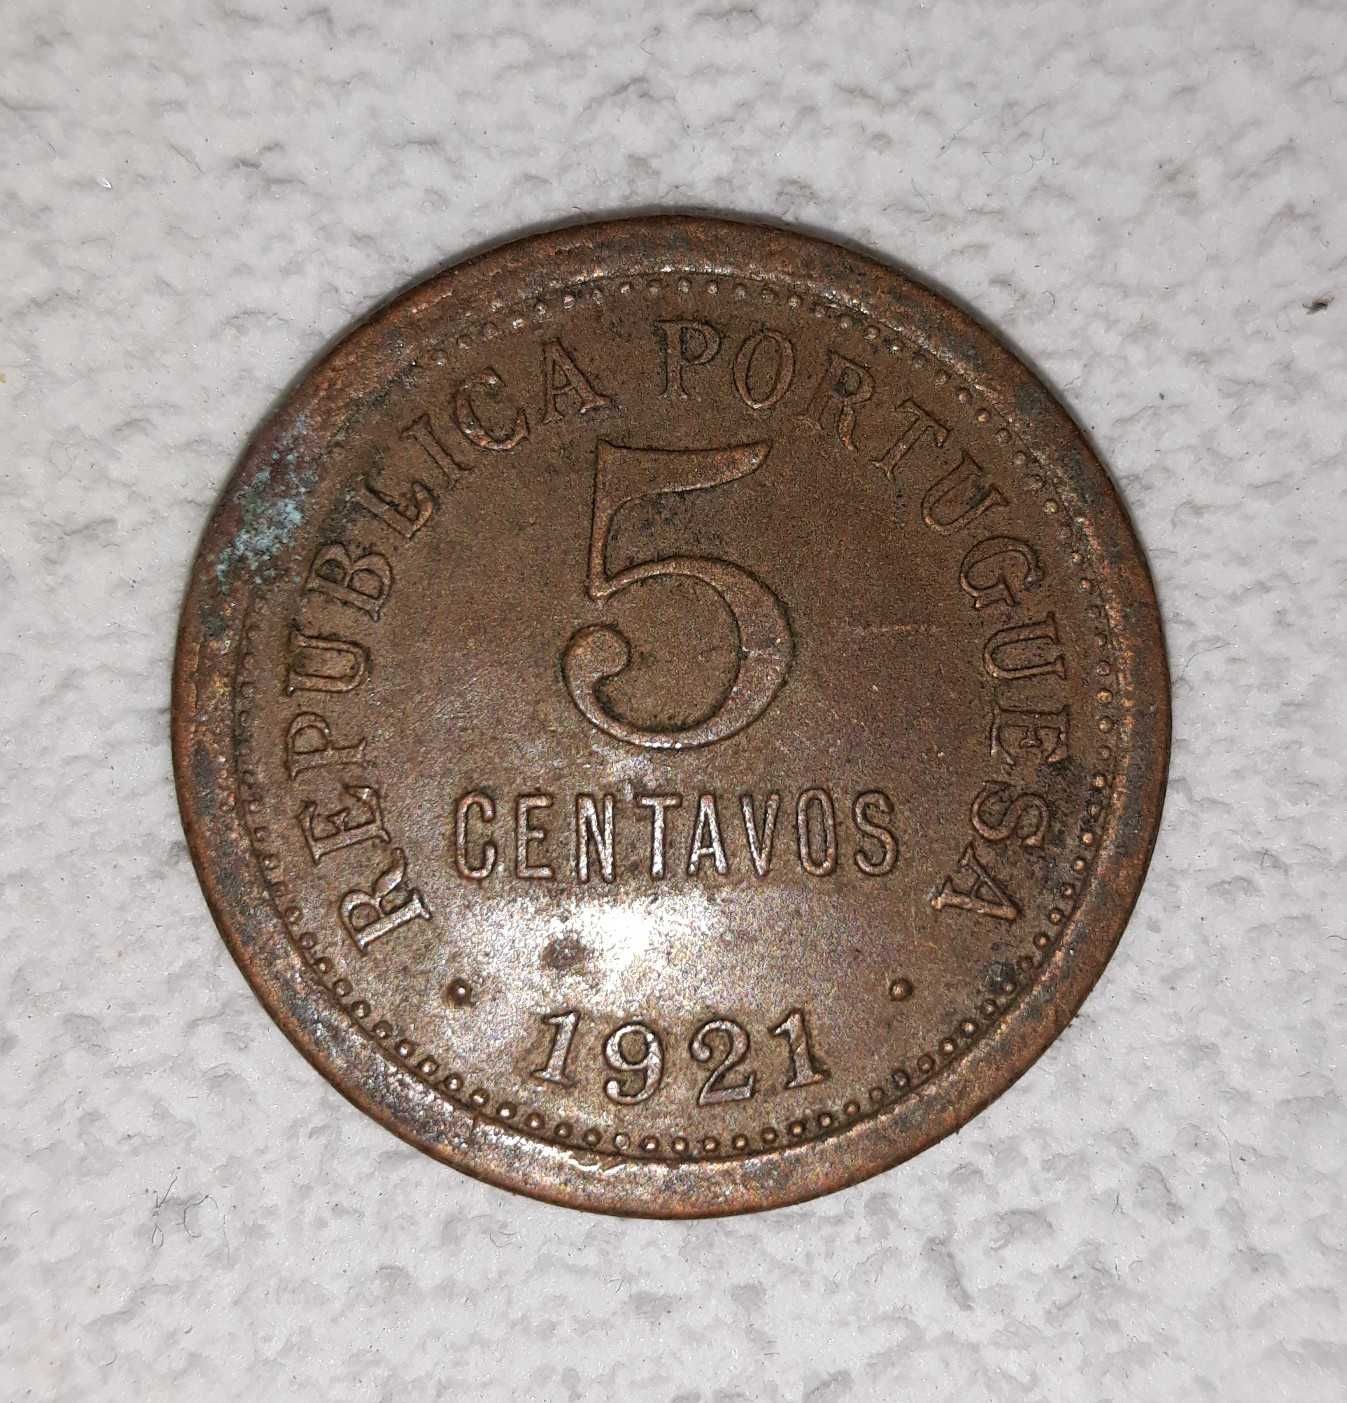 REPUBLICA PORTUGUESA
5
CENTAVOS
• 1921 •